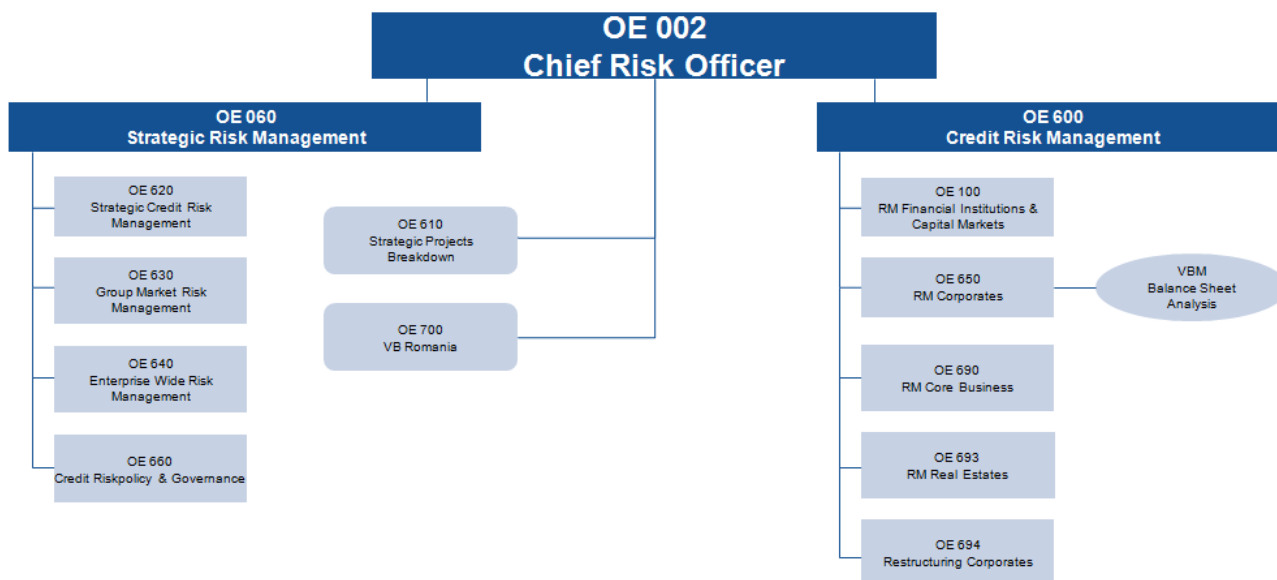 OE 002
Chief Risk Officer
OE 060
Strategic Risk Management
OE 600
Credit Risk Management
OE 620
Strategic Credit Risk
Management
OE 630
Group Market Risk
Management
OE 640
Enterprise Wide Risk
Management
OE 660
Credit Riskpolicy & Governance
OE 610
Strategic Projects
Breakdown
OE 700
VB Romania
OE 100
RM Financial Institutions &
Capital Markets
OE 650
RM Corporates
VBM
Balance Sheet
Analysis
OE 690
RM Core Business
OE 693
RM Real Estates
OE 694
Restructuring Corporates